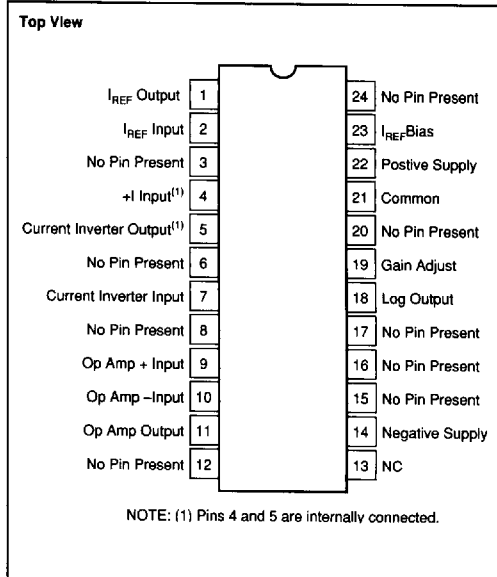 Top View
I_REF Output 1
I_REF Input 2
No Pin Present 3
+I Input(1) 4
Current Inverter Output(1) 5
No Pin Present 6
Current Inverter Input 7
No Pin Present 8
Op Amp + Input 9
Op Amp –Input 10
Op Amp Output 11
No Pin Present 12
24 No Pin Present
23 I_REFBias
22 Postive Supply
21 Common
20 No Pin Present
19 Gain Adjust
18 Log Output
17 No Pin Present
16 No Pin Present
15 No Pin Present
14 Negative Supply
13 NC
NOTE: (1) Pins 4 and 5 are internally connected.